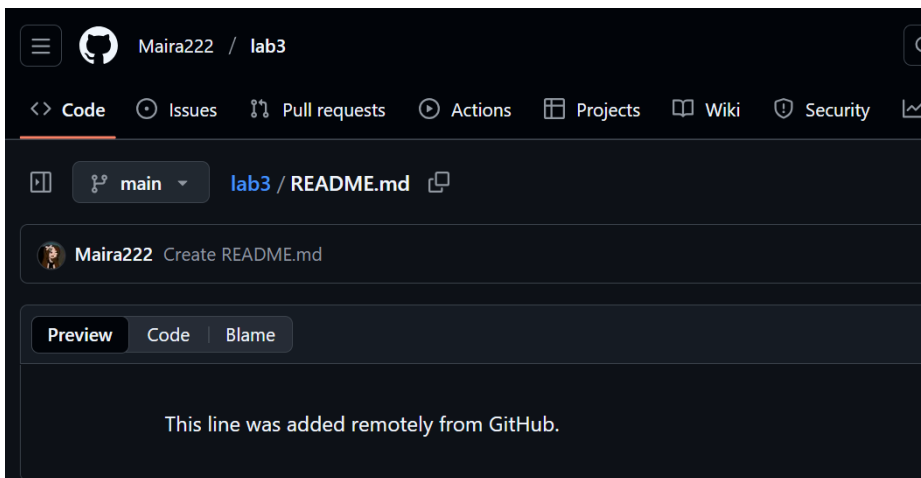 Maira222 / lab3
Code Issues Pull requests Actions Projects Wiki Security
main lab3 / README.md
Maira222 Create README.md
Preview Code Blame
This line was added remotely from GitHub.